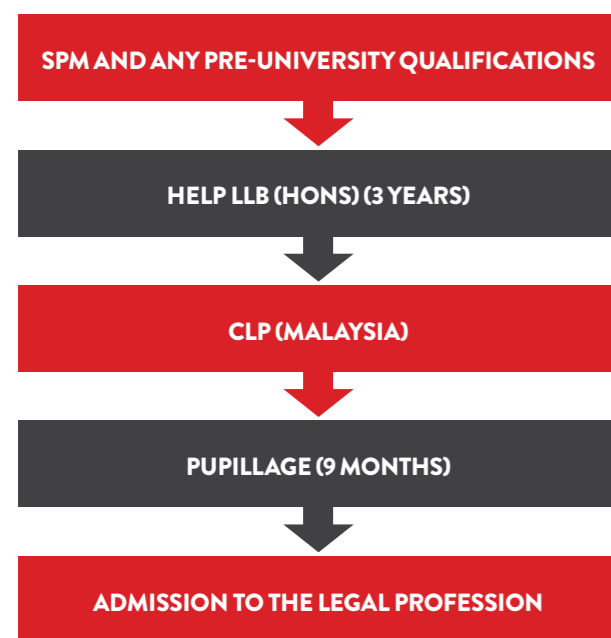 SPM AND ANY PRE-UNIVERSITY QUALIFICATIONS
HELP LLB (HONS) (3 YEARS)
CLP (MALAYSIA)
PUPILLAGE (9 MONTHS)
ADMISSION TO THE LEGAL PROFESSION